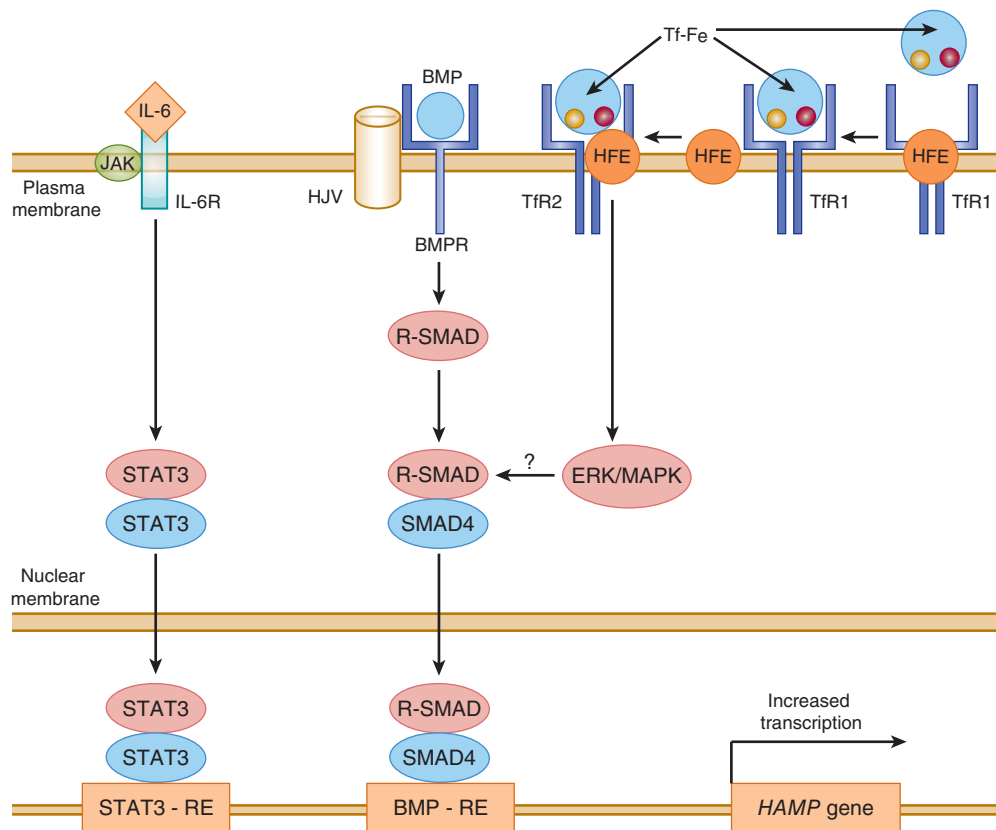 Tf-Fe
BMP
IL-6
JAK
HFE
HFE
HFE
Plasma
membrane
IL-6R
HJV
TfR2
TfR1
TfR1
BMPR
R-SMAD
STAT3
R-SMAD
?
ERK/MAPK
STAT3
SMAD4
Nuclear
membrane
STAT3
R-SMAD
Increased
transcription
STAT3
SMAD4
STAT3 - RE
BMP - RE
HAMP gene